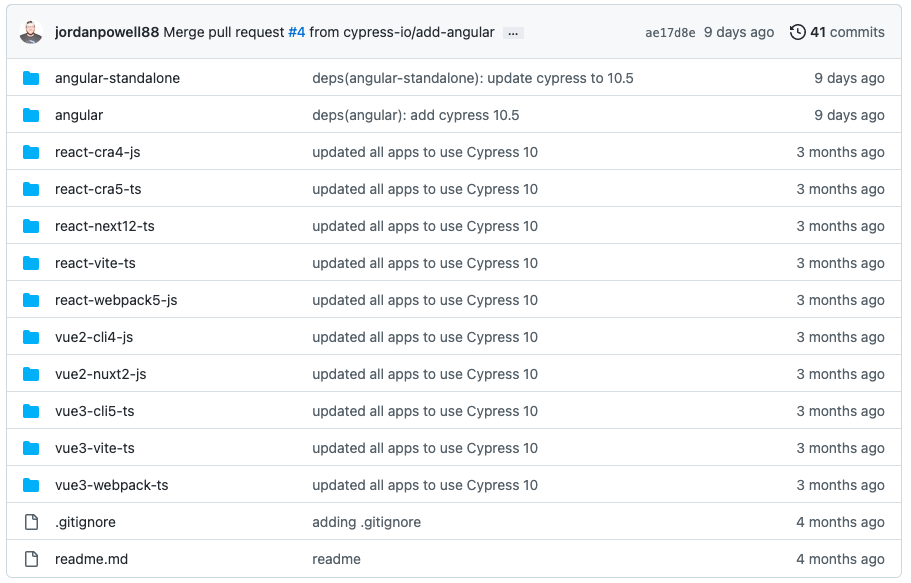 jordanpowell88 Merge pull request #4 from cypress-io/add-angular ... ae17d8e 9 days ago 41 commits
angular-standalone deps(angular-standalone): update cypress to 10.5 9 days ago
angular deps(angular): add cypress 10.5 9 days ago
react-cra4-js updated all apps to use Cypress 10 3 months ago
react-cra5-ts updated all apps to use Cypress 10 3 months ago
react-next12-ts updated all apps to use Cypress 10 3 months ago
react-vite-ts updated all apps to use Cypress 10 3 months ago
react-webpack5-js updated all apps to use Cypress 10 3 months ago
vue2-cli4-js updated all apps to use Cypress 10 3 months ago
vue2-nuxt2-js updated all apps to use Cypress 10 3 months ago
vue3-cli5-ts updated all apps to use Cypress 10 3 months ago
vue3-vite-ts updated all apps to use Cypress 10 3 months ago
vue3-webpack-ts updated all apps to use Cypress 10 3 months ago
.gitignore adding .gitignore 4 months ago
readme.md readme 4 months ago